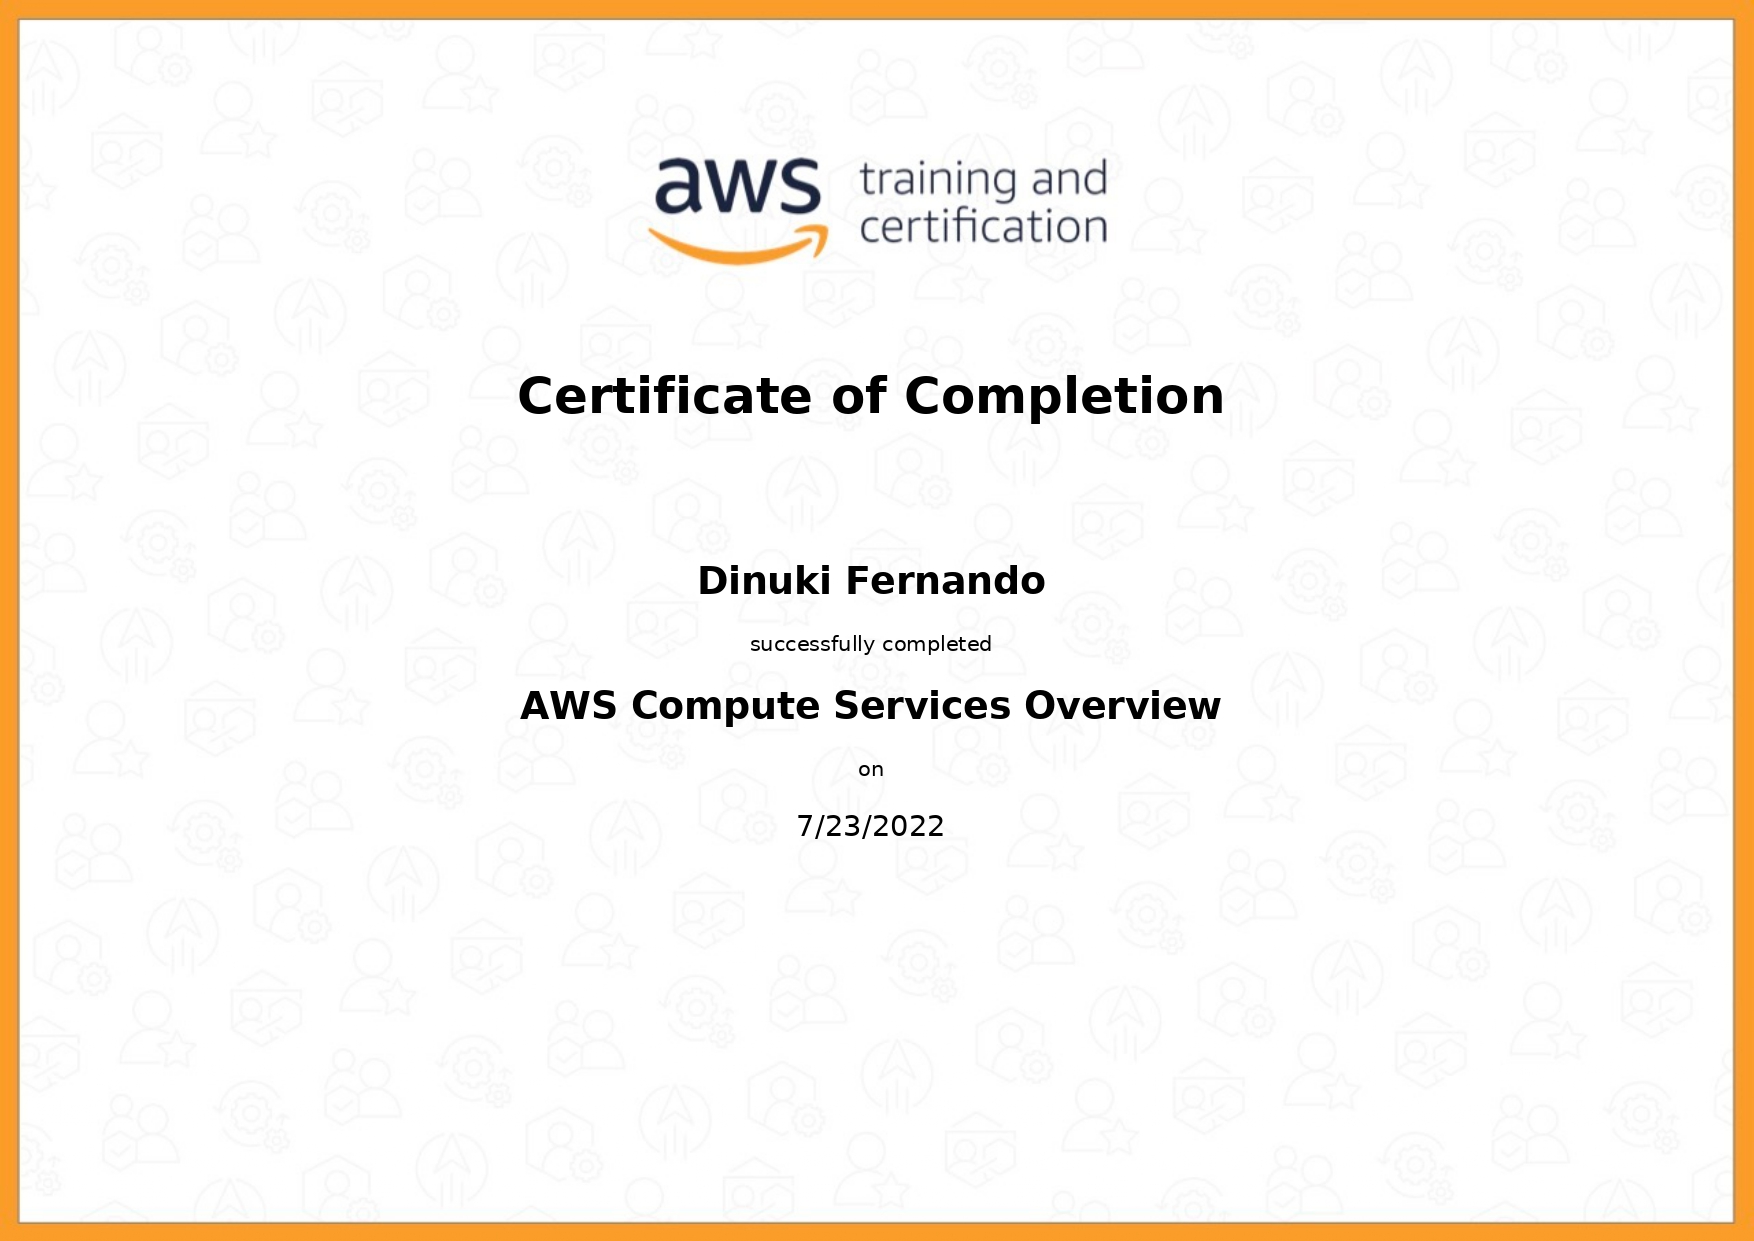 aws training and
certification
Certificate of Completion
Dinuki Fernando
successfully completed
AWS Compute Services Overview
on
7/23/2022